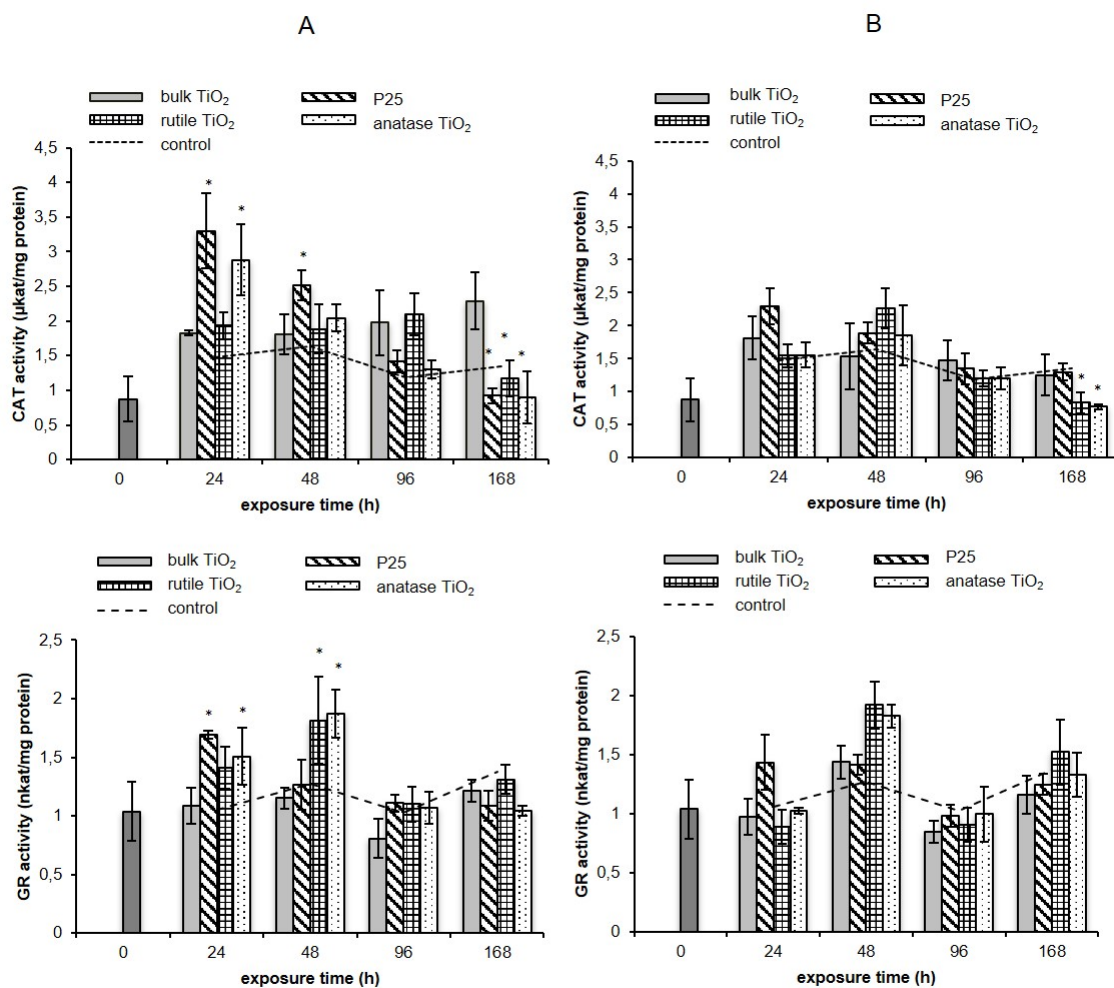 A
B
bulk TiO₂ P25
rutile TiO₂ anatase TiO₂
control
4,5
4
3,5
3
2,5
2
1,5
1
0,5
0
CAT activity (µkat/mg protein)
* * * * * *
0 24 48 96 168
exposure time (h)
bulk TiO₂ P25
rutile TiO₂ anatase TiO₂
control
4,5
4
3,5
3
2,5
2
1,5
1
0,5
0
CAT activity (µkat/mg protein)
* *
0 24 48 96 168
exposure time (h)
bulk TiO₂ P25
rutile TiO₂ anatase TiO₂
control
2,5
2
1,5
1
0,5
0
GR activity (nkat/mg protein)
* * * *
0 24 48 96 168
exposure time (h)
bulk TiO₂ P25
rutile TiO₂ anatase TiO₂
control
2,5
2
1,5
1
0,5
0
GR activity (nkat/mg protein)
0 24 48 96 168
exposure time (h)